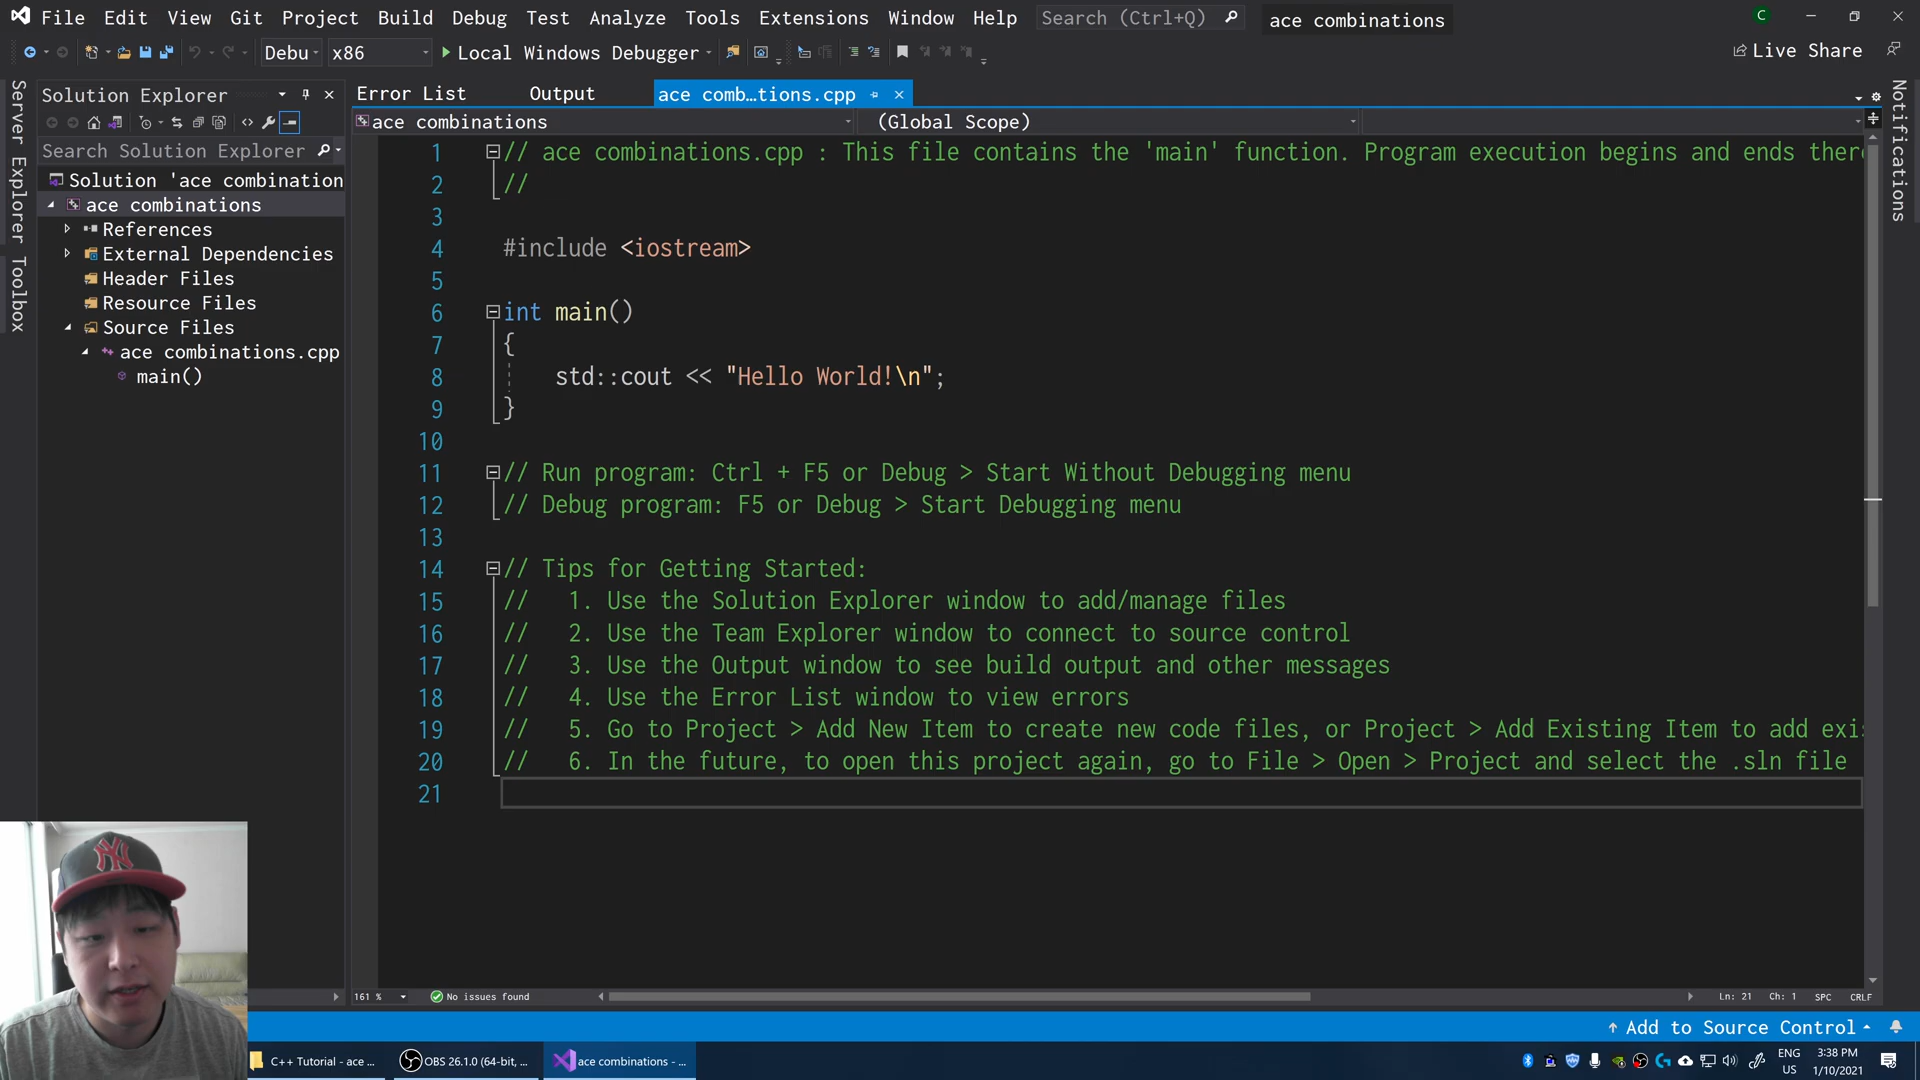 File Edit View Git Project Build Debug Test Analyze Tools Extensions Window Help Search (Ctrl+Q) ace combinations C
Debu x86 Local Windows Debugger Live Share
Server Explorer
Toolbox
Solution Explorer
Search Solution Explorer
Solution 'ace combination
ace combinations
References
External Dependencies
Header Files
Resource Files
Source Files
ace combinations.cpp
main()
Error List Output ace comb...tions.cpp
ace combinations (Global Scope)
1 // ace combinations.cpp : This file contains the 'main' function. Program execution begins and ends ther
2 //
3
4 #include <iostream>
5
6 int main()
7 {
8 std::cout << "Hello World!\n";
9 }
10
11 // Run program: Ctrl + F5 or Debug > Start Without Debugging menu
12 // Debug program: F5 or Debug > Start Debugging menu
13
14 // Tips for Getting Started:
15 // 1. Use the Solution Explorer window to add/manage files
16 // 2. Use the Team Explorer window to connect to source control
17 // 3. Use the Output window to see build output and other messages
18 // 4. Use the Error List window to view errors
19 // 5. Go to Project > Add New Item to create new code files, or Project > Add Existing Item to add exi
20 // 6. In the future, to open this project again, go to File > Open > Project and select the .sln file
21
Notifications
161 % No issues found Ln: 21 Ch: 1 SPC CRLF
Add to Source Control
NY
C++ Tutorial - ace ... OBS 26.1.0 (64-bit, ... ace combinations - ... ENG US 3:38 PM 1/10/2021